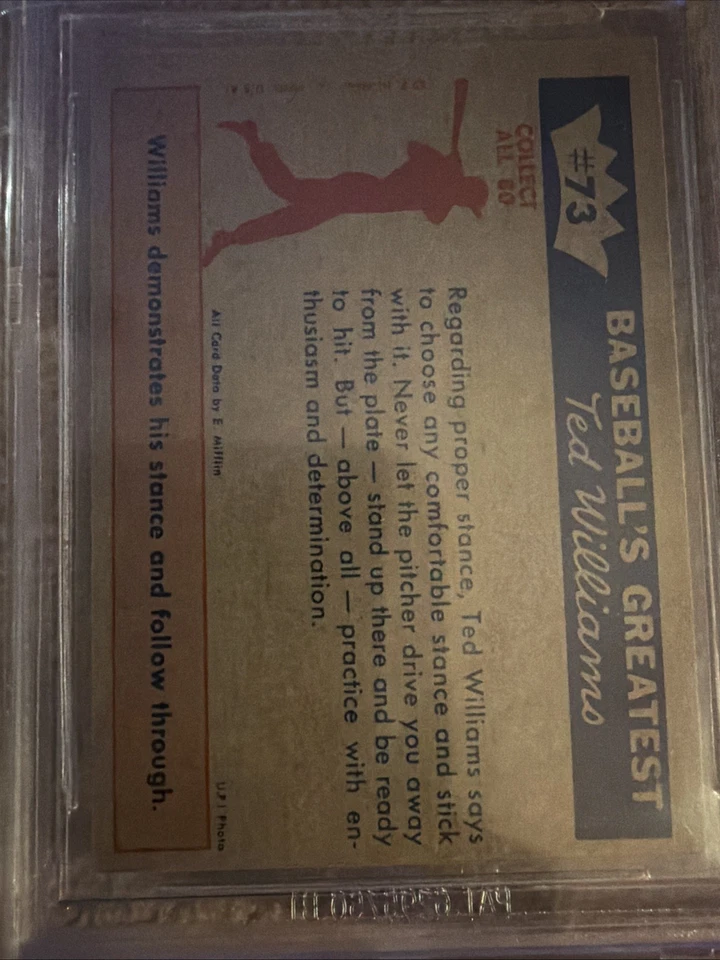 #73
BASEBALL'S GREATEST
Ted Williams
COLLECT
ALL 80
Regarding proper stance, Ted Williams says
to choose any comfortable stance and stick
with it. Never let the pitcher drive you away
from the plate — stand up there and be ready
to hit. But — above all — practice with en-
thusiasm and determination.
All Card Data by E. Mifflin
U.P.I Photo
Williams demonstrates his stance and follow through.